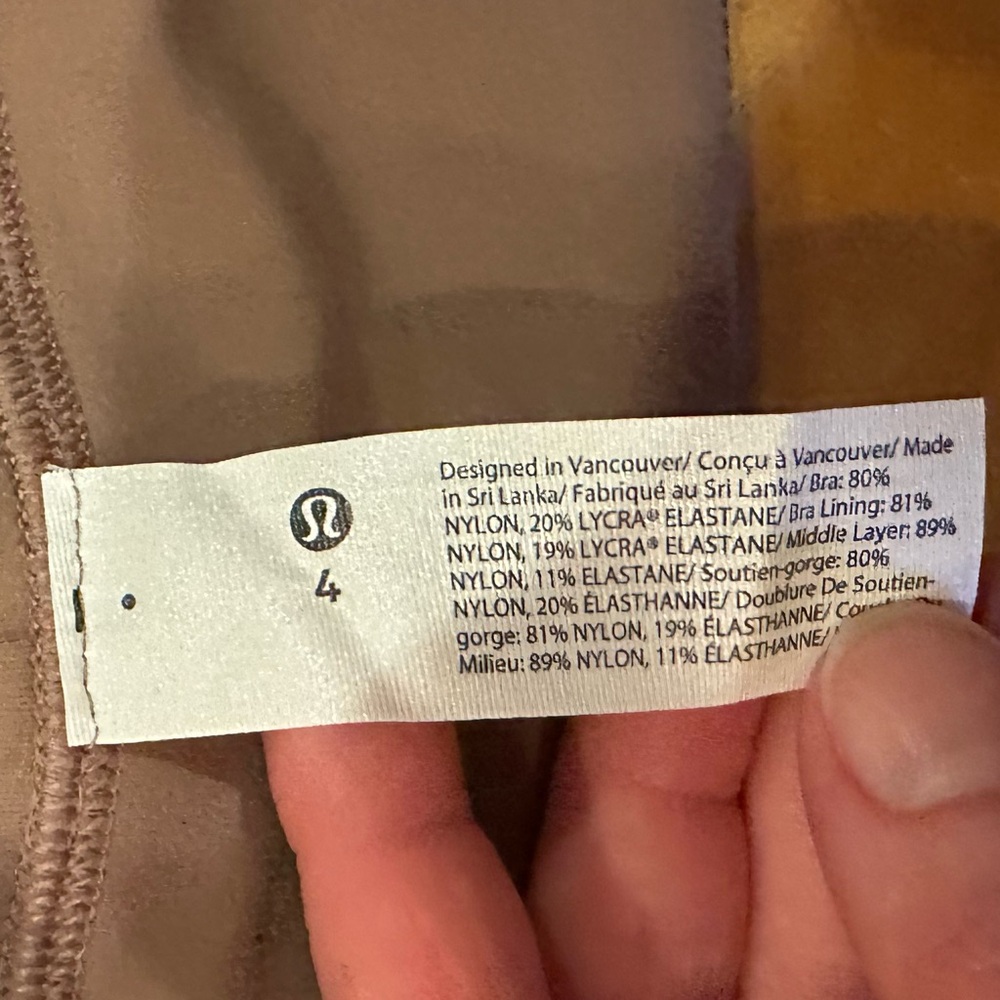 4
Designed in Vancouver/ Conçu à Vancouver/ Made
in Sri Lanka/ Fabriqué au Sri Lanka/ Bra: 80%
NYLON, 20% LYCRA® ELASTANE/ Bra Lining: 81%
NYLON, 19% LYCRA® ELASTANE/ Middle Layer: 89%
NYLON, 11% ELASTANE/ Soutien-gorge: 80%
NYLON, 20% ÉLASTHANNE/ Doublure De Soutien-
gorge: 81% NYLON, 19% ÉLASTHANNE/
Milieu: 89% NYLON, 11% ÉLASTHANNE/